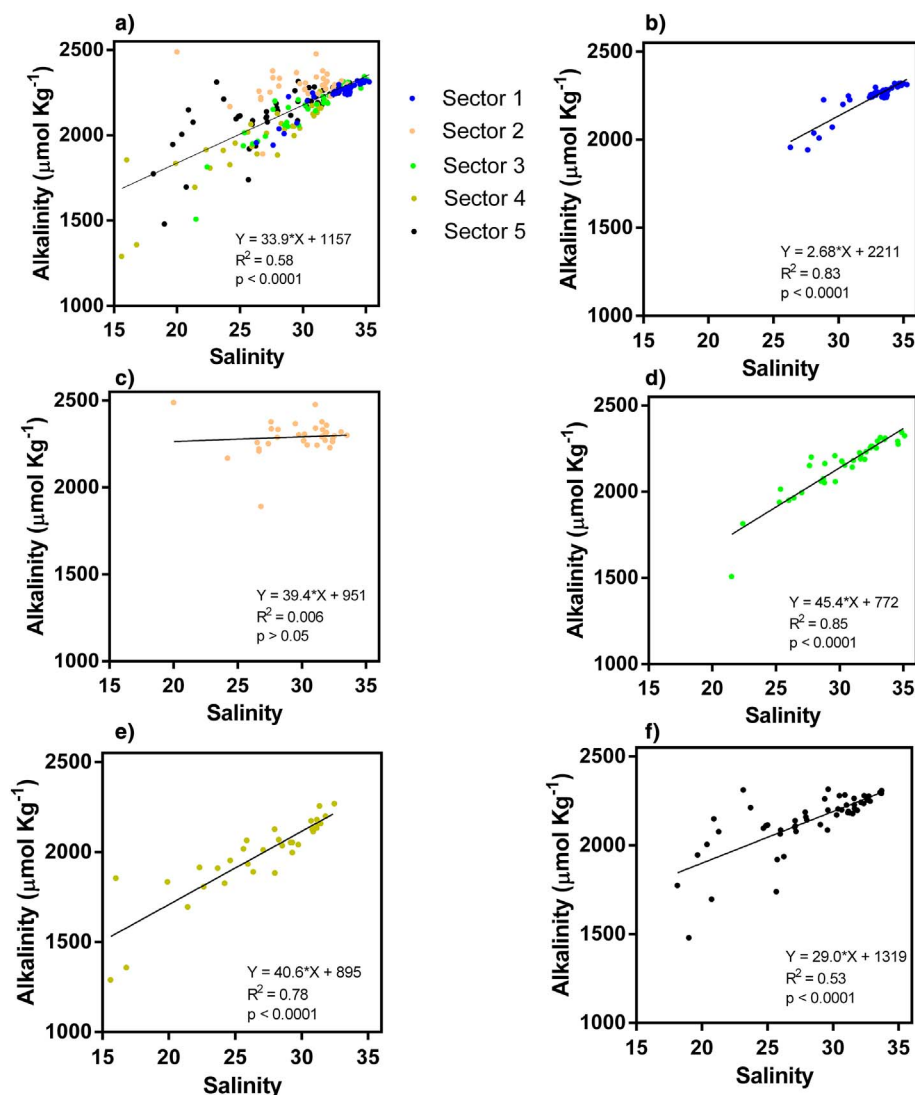 a)
Alkalinity (μmol Kg⁻¹)
2500
2000
1500
1000
15 20 25 30 35
Salinity
Y = 33.9*X + 1157
R² = 0.58
p < 0.0001
Sector 1
Sector 2
Sector 3
Sector 4
Sector 5
b)
Alkalinity (μmol Kg⁻¹)
2500
2000
1500
1000
15 20 25 30 35
Salinity
Y = 2.68*X + 2211
R² = 0.83
p < 0.0001
c)
Alkalinity (μmol Kg⁻¹)
2500
2000
1500
1000
15 20 25 30 35
Salinity
Y = 39.4*X + 951
R² = 0.006
p > 0.05
d)
Alkalinity (μmol Kg⁻¹)
2500
2000
1500
1000
15 20 25 30 35
Salinity
Y = 45.4*X + 772
R² = 0.85
p < 0.0001
e)
Alkalinity (μmol Kg⁻¹)
2500
2000
1500
1000
15 20 25 30 35
Salinity
Y = 40.6*X + 895
R² = 0.78
p < 0.0001
f)
Alkalinity (μmol Kg⁻¹)
2500
2000
1500
1000
15 20 25 30 35
Salinity
Y = 29.0*X + 1319
R² = 0.53
p < 0.0001